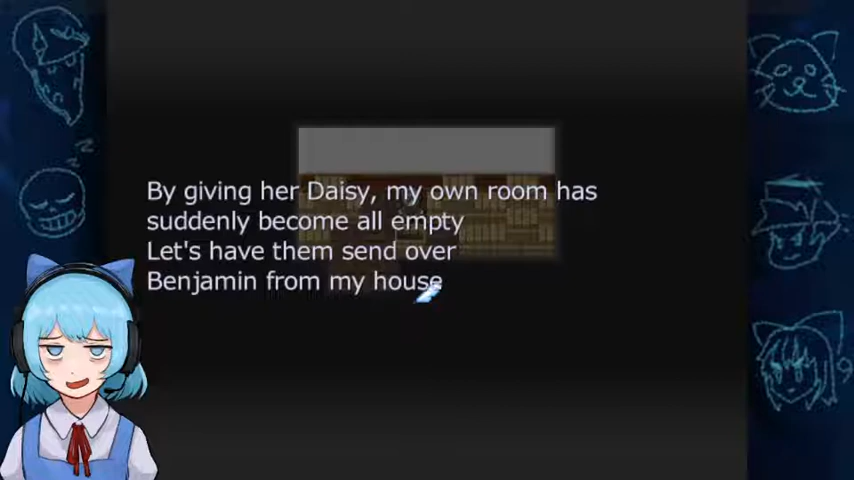 By giving her Daisy, my own room has
suddenly become all empty
Let's have them send over
Benjamin from my house